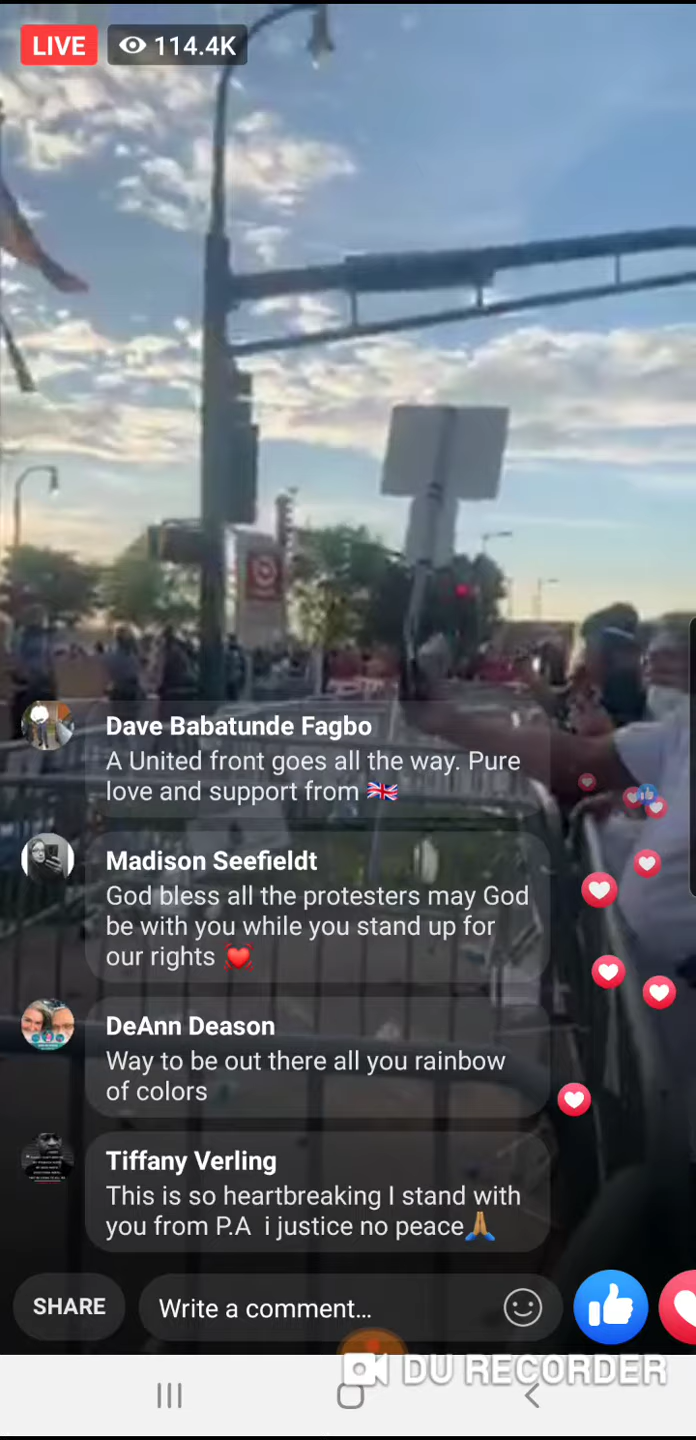 LIVE
114.4K
Dave Babatunde Fagbo
A United front goes all the way. Pure
love and support from 🇬🇧
Madison Seefieldt
God bless all the protesters may God
be with you while you stand up for
our rights 💓
DeAnn Deason
Way to be out there all you rainbow
of colors
Tiffany Verling
This is so heartbreaking I stand with
you from P.A i justice no peace🙏🏽
SHARE
Write a comment...
DU RECORDER